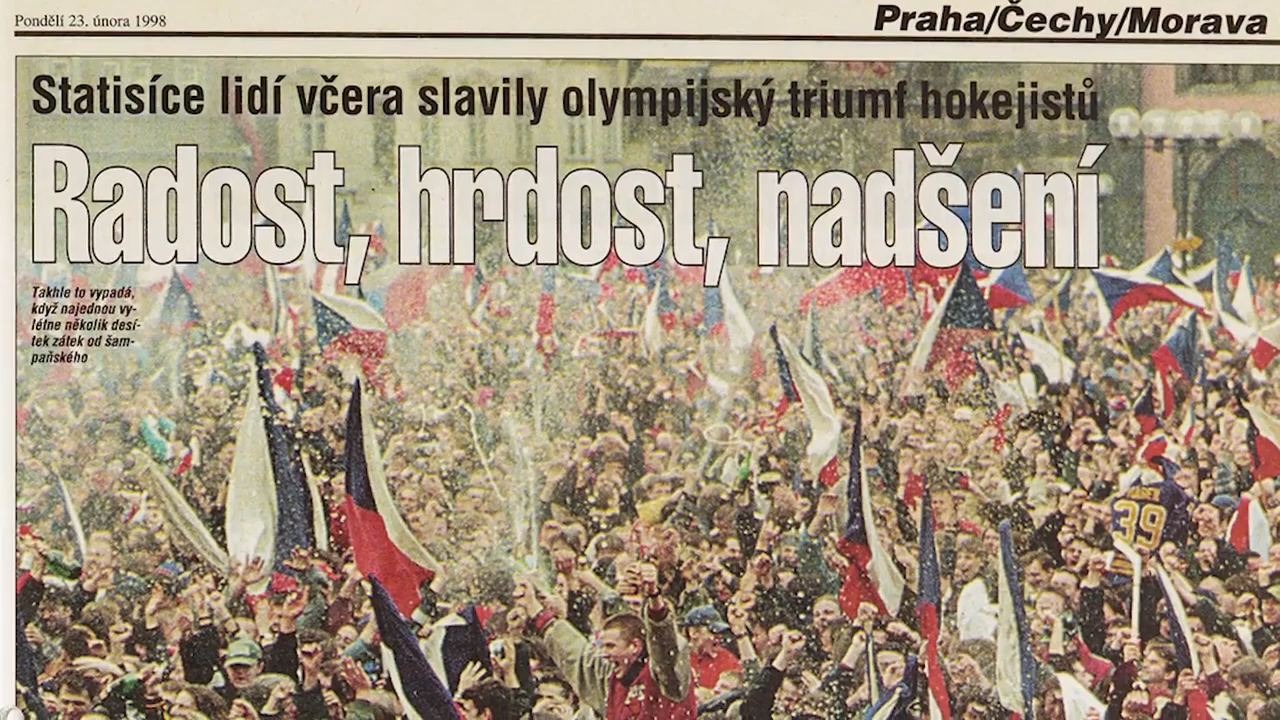 Pondělí 23. února 1998
Praha/Čechy/Morava
Statisíce lidí včera slavily olympijský triumf hokejistů
Radost, hrdost, nadšení
Takhle to vypadá,
když najednou vy-
létne několik desí-
tek zátek od šam-
paňského
39